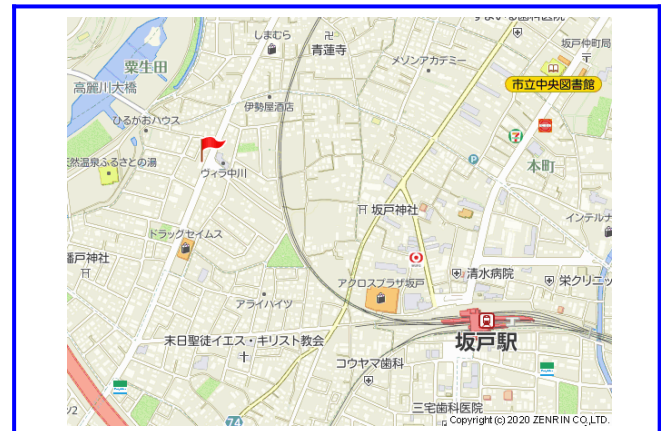 しまむら
卍
青蓮寺
坂戸仲町局
メゾンアカデミー
粟生田
高麗川大橋
市立中央図書館
伊勢屋酒店
ひるがおハウス
然温泉ふるさとの湯
ヴィラ中川
本町
坂戸神社
インテルナ
ドラッグセイムス
戸神社
清水病院
栄クリニッ
アクロスプラザ坂戸
アライハイツ
坂戸駅
末日聖徒イエス・キリスト教会
コウヤマ歯科
三宅歯科医院
74
Copyright (c) 2020 ZENRIN CO.,LTD.